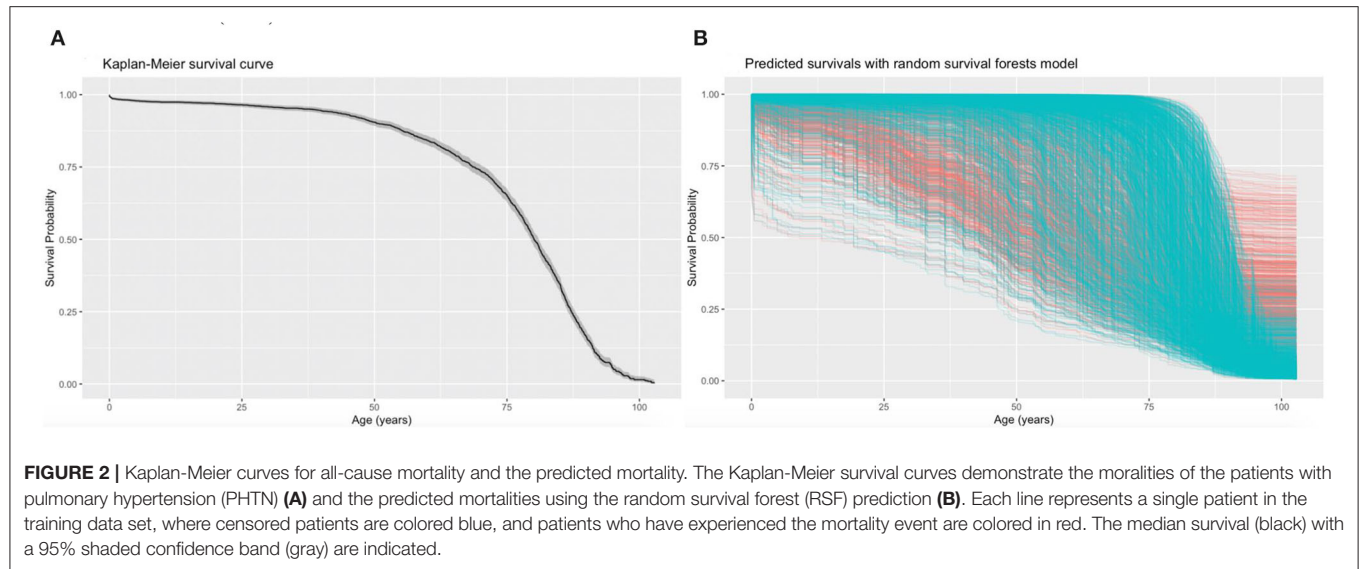 A
Kaplan-Meier survival curve
1.00
0.75
0.50
0.25
0.00
Survival Probability
0 25 50 75 100
Age (years)
B
Predicted survivals with random survival forests model
1.00
0.75
0.50
0.25
0.00
Survival Probability
0 25 50 75 100
Age (years)
FIGURE 2 | Kaplan-Meier curves for all-cause mortality and the predicted mortality. The Kaplan-Meier survival curves demonstrate the moralities of the patients with
pulmonary hypertension (PHTN) (A) and the predicted mortalities using the random survival forest (RSF) prediction (B). Each line represents a single patient in the
training data set, where censored patients are colored blue, and patients who have experienced the mortality event are colored in red. The median survival (black) with
a 95% shaded confidence band (gray) are indicated.